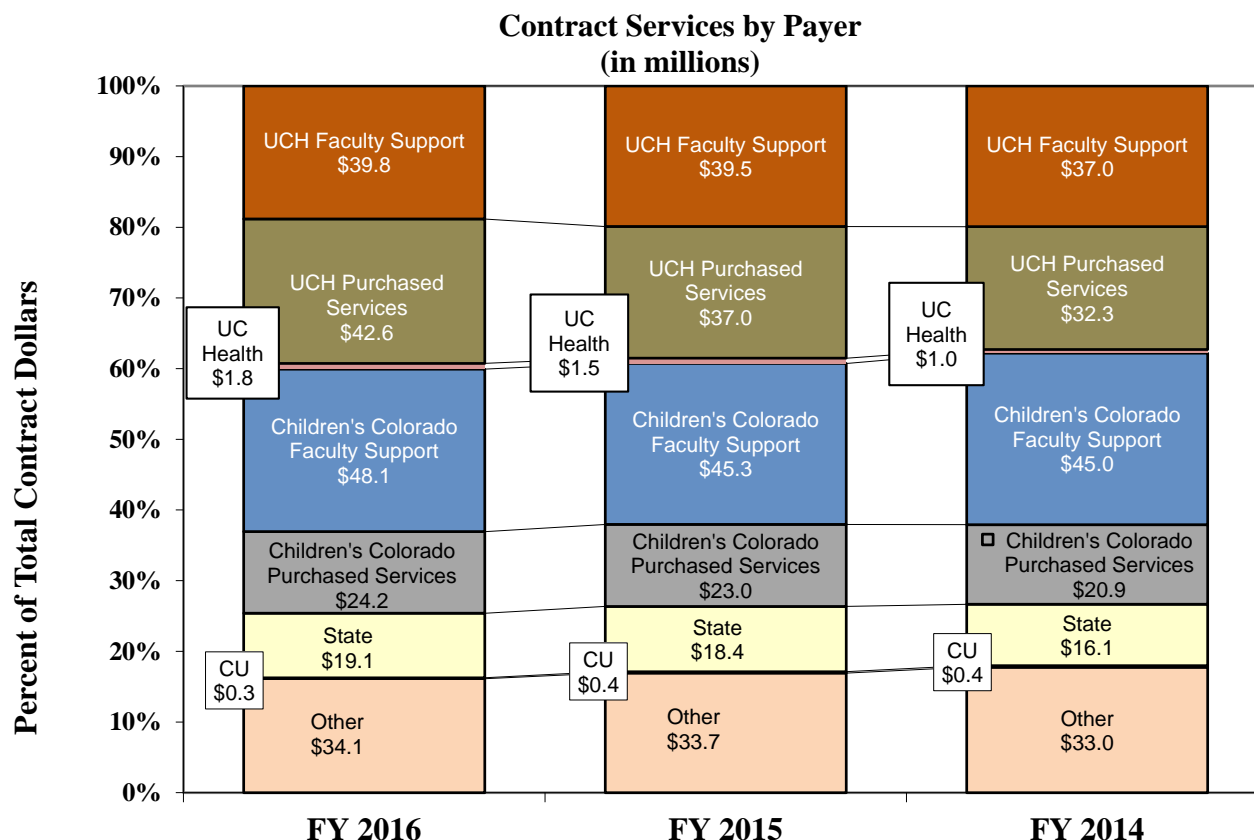 Contract Services by Payer
(in millions)
Percent of Total Contract Dollars
100%
90%
80%
70%
60%
50%
40%
30%
20%
10%
0%
UCH Faculty Support
$39.8
UCH Purchased
Services
$42.6
UC
Health
$1.8
Children's Colorado
Faculty Support
$48.1
Children's Colorado
Purchased Services
$24.2
State
$19.1
CU
$0.3
Other
$34.1
UCH Faculty Support
$39.5
UCH Purchased
Services
$37.0
UC
Health
$1.5
Children's Colorado
Faculty Support
$45.3
Children's Colorado
Purchased Services
$23.0
State
$18.4
CU
$0.4
Other
$33.7
UCH Faculty Support
$37.0
UCH Purchased
Services
$32.3
UC
Health
$1.0
Children's Colorado
Faculty Support
$45.0
Children's Colorado
Purchased Services
$20.9
State
$16.1
CU
$0.4
Other
$33.0
FY 2016
FY 2015
FY 2014